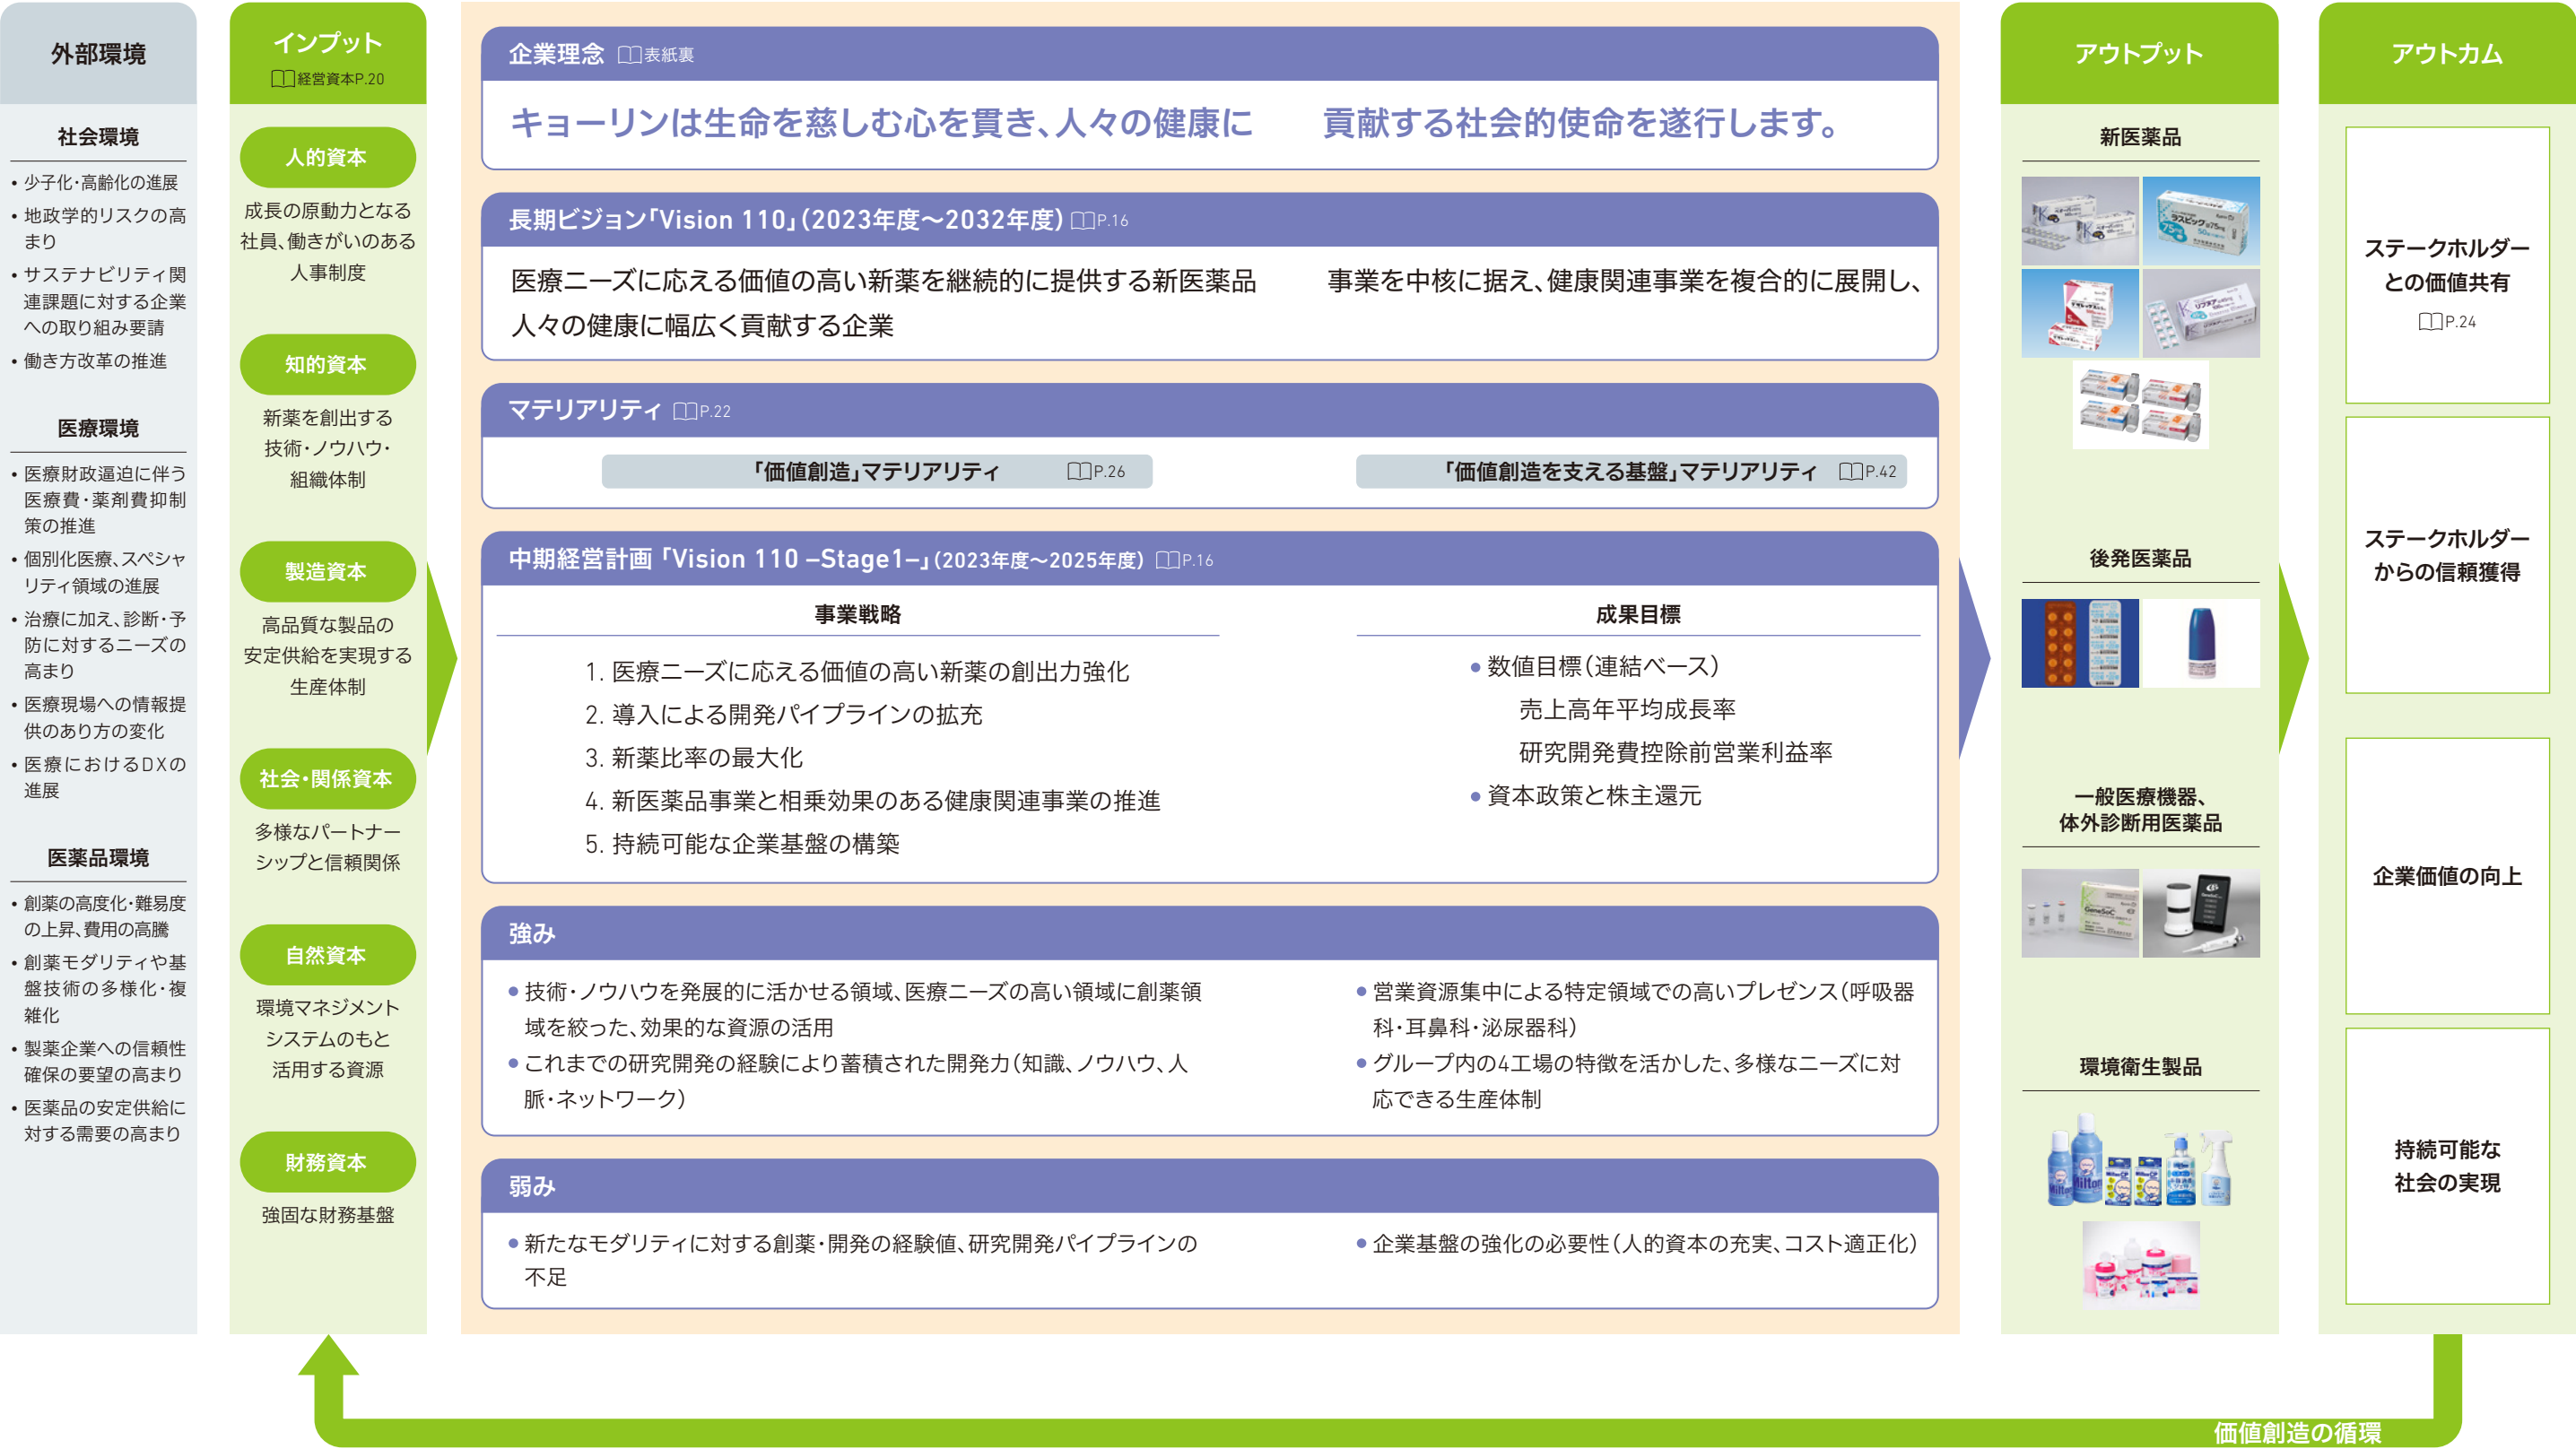 外部環境
社会環境
• 少子化・高齢化の進展
• 地政学的リスクの高
まり
• サステナビリティ関
連課題に対する企業
への取り組み要請
• 働き方改革の推進
医療環境
• 医療財政逼迫に伴う
医療費・薬剤費抑制
策の推進
• 個別化医療、スペシャ
リティ領域の進展
• 治療に加え、診断・予
防に対するニーズの
高まり
• 医療現場への情報提
供のあり方の変化
• 医療におけるDXの
進展
医薬品環境
• 創薬の高度化・難易度
の上昇、費用の高騰
• 創薬モダリティや基
盤技術の多様化・複
雑化
• 製薬企業への信頼性
確保の要望の高まり
• 医薬品の安定供給に
対する需要の高まり
インプット
経営資本P.20
人的資本
成長の原動力となる
社員、働きがいのある
人事制度
知的資本
新薬を創出する
技術・ノウハウ・
組織体制
製造資本
高品質な製品の
安定供給を実現する
生産体制
社会・関係資本
多様なパートナー
シップと信頼関係
自然資本
環境マネジメント
システムのもと
活用する資源
財務資本
強固な財務基盤
企業理念 表紙裏
キョーリンは生命を慈しむ心を貫き、人々の健康に 貢献する社会的使命を遂行します。
長期ビジョン「Vision 110」（2023年度～2032年度） P.16
医療ニーズに応える価値の高い新薬を継続的に提供する新医薬品 事業を中核に据え、健康関連事業を複合的に展開し、
人々の健康に幅広く貢献する企業
マテリアリティ P.22
「価値創造」マテリアリティ P.26
「価値創造を支える基盤」マテリアリティ P.42
中期経営計画 「Vision 110 –Stage1–」（2023年度～2025年度） P.16
事業戦略
1. 医療ニーズに応える価値の高い新薬の創出力強化
2. 導入による開発パイプラインの拡充
3. 新薬比率の最大化
4. 新医薬品事業と相乗効果のある健康関連事業の推進
5. 持続可能な企業基盤の構築
成果目標
● 数値目標（連結ベース）
売上高年平均成長率
研究開発費控除前営業利益率
● 資本政策と株主還元
強み
● 技術・ノウハウを発展的に活かせる領域、医療ニーズの高い領域に創薬領
域を絞った、効果的な資源の活用
● これまでの研究開発の経験により蓄積された開発力（知識、ノウハウ、人
脈・ネットワーク）
● 営業資源集中による特定領域での高いプレゼンス（呼吸器
科・耳鼻科・泌尿器科）
● グループ内の4工場の特徴を活かした、多様なニーズに対
応できる生産体制
弱み
● 新たなモダリティに対する創薬・開発の経験値、研究開発パイプラインの
不足
● 企業基盤の強化の必要性（人的資本の充実、コスト適正化）
アウトプット
新医薬品
ラスビック 75mg
75mg
後発医薬品
一般医療機器、
体外診断用医薬品
GeneSoC
環境衛生製品
Milton
Milton
アウトカム
ステークホルダー
との価値共有
P.24
ステークホルダー
からの信頼獲得
企業価値の向上
持続可能な
社会の実現
価値創造の循環